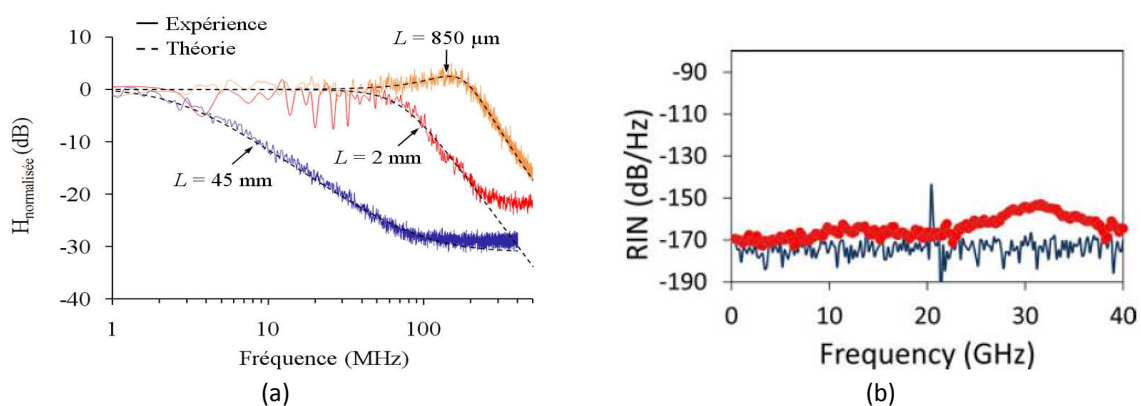 Expérience
Théorie
L = 850 µm
L = 2 mm
L = 45 mm
10
0
-10
-20
-30
-40
1
10
100
H normalisée (dB)
Fréquence (MHz)
(a)
-90
-110
-130
-150
-170
-190
0
10
20
30
40
RIN (dB/Hz)
Frequency (GHz)
(b)